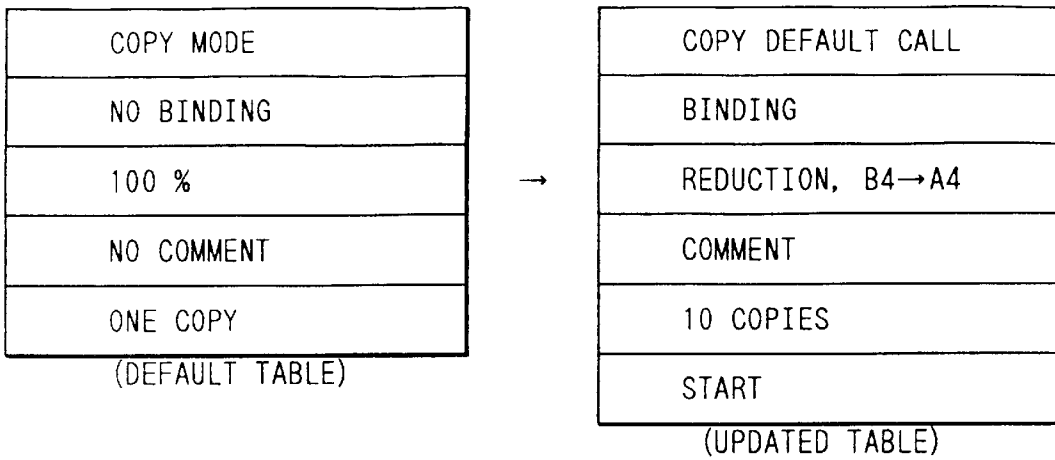 COPY MODE
NO BINDING
100 %
NO COMMENT
ONE COPY
(DEFAULT TABLE)
→
COPY DEFAULT CALL
BINDING
REDUCTION, B4→A4
COMMENT
10 COPIES
START
(UPDATED TABLE)